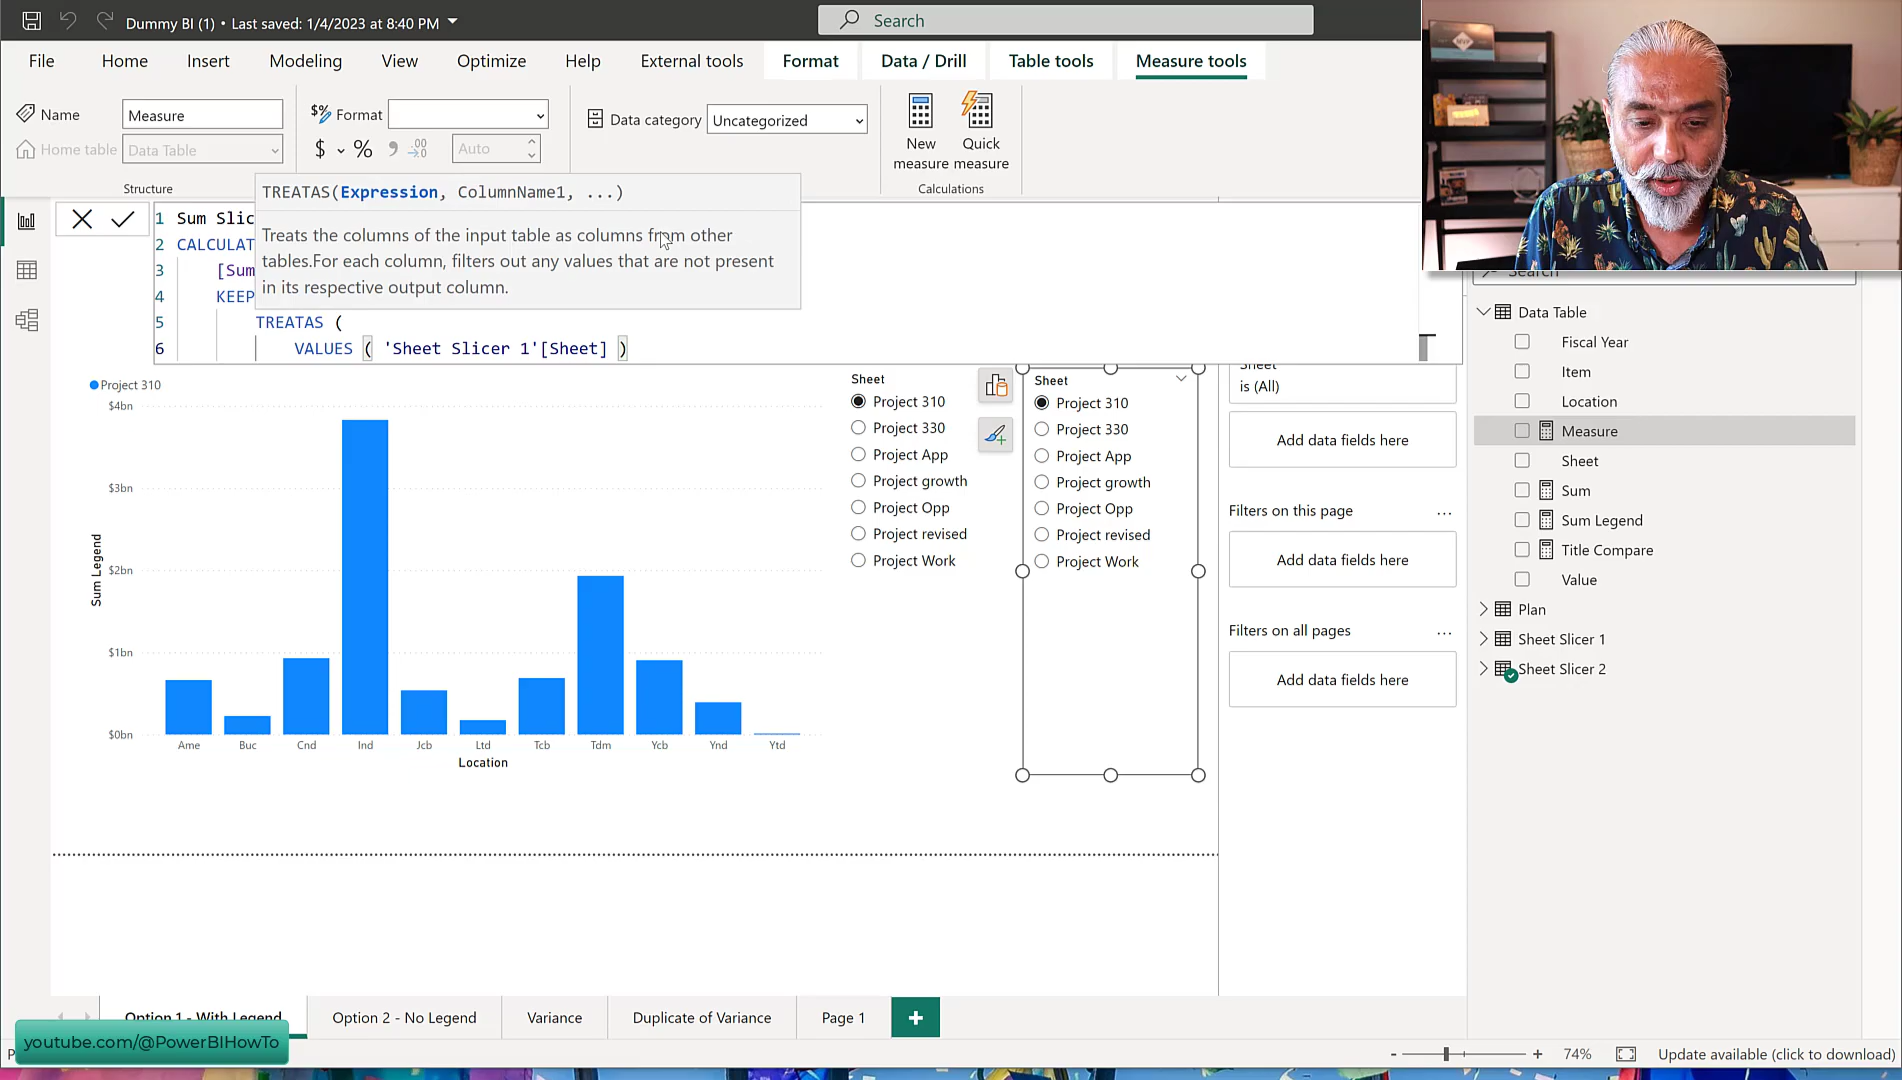 Dummy BI (1) • Last saved: 1/4/2023 at 8:40 PM
Search
File Home Insert Modeling View Optimize Help External tools Format Data / Drill Table tools Measure tools
Name Measure
Home table Data Table
Structure
$% Format
$ % Auto
Data category Uncategorized
New measure
Quick measure
Calculations
TREATAS(Expression, ColumnName1, ...)
Treats the columns of the input table as columns from other
tables.For each column, filters out any values that are not present
in its respective output column.
1 Sum Slic
2 CALCULAT
3 [Sum
4 KEEP
5 TREATAS (
6 VALUES ( 'Sheet Slicer 1'[Sheet] )
Project 310
$4bn
$3bn
$2bn
$1bn
$0bn
Sum Legend
Ame Buc Cnd Ind Jcb Ltd Tcb Tdm Ycb Ynd Ytd
Location
Sheet
Project 310
Project 330
Project App
Project growth
Project Opp
Project revised
Project Work
Sheet
Project 310
Project 330
Project App
Project growth
Project Opp
Project revised
Project Work
Sheet
is (All)
Add data fields here
Filters on this page ...
Add data fields here
Filters on all pages ...
Add data fields here
Search
Data Table
Fiscal Year
Item
Location
Measure
Sheet
Sum
Sum Legend
Title Compare
Value
Plan
Sheet Slicer 1
Sheet Slicer 2
Option 1 - With Legend
Option 2 - No Legend
Variance
Duplicate of Variance
Page 1
+
youtube.com/@PowerBIHowTo
- + 74%
Update available (click to download)